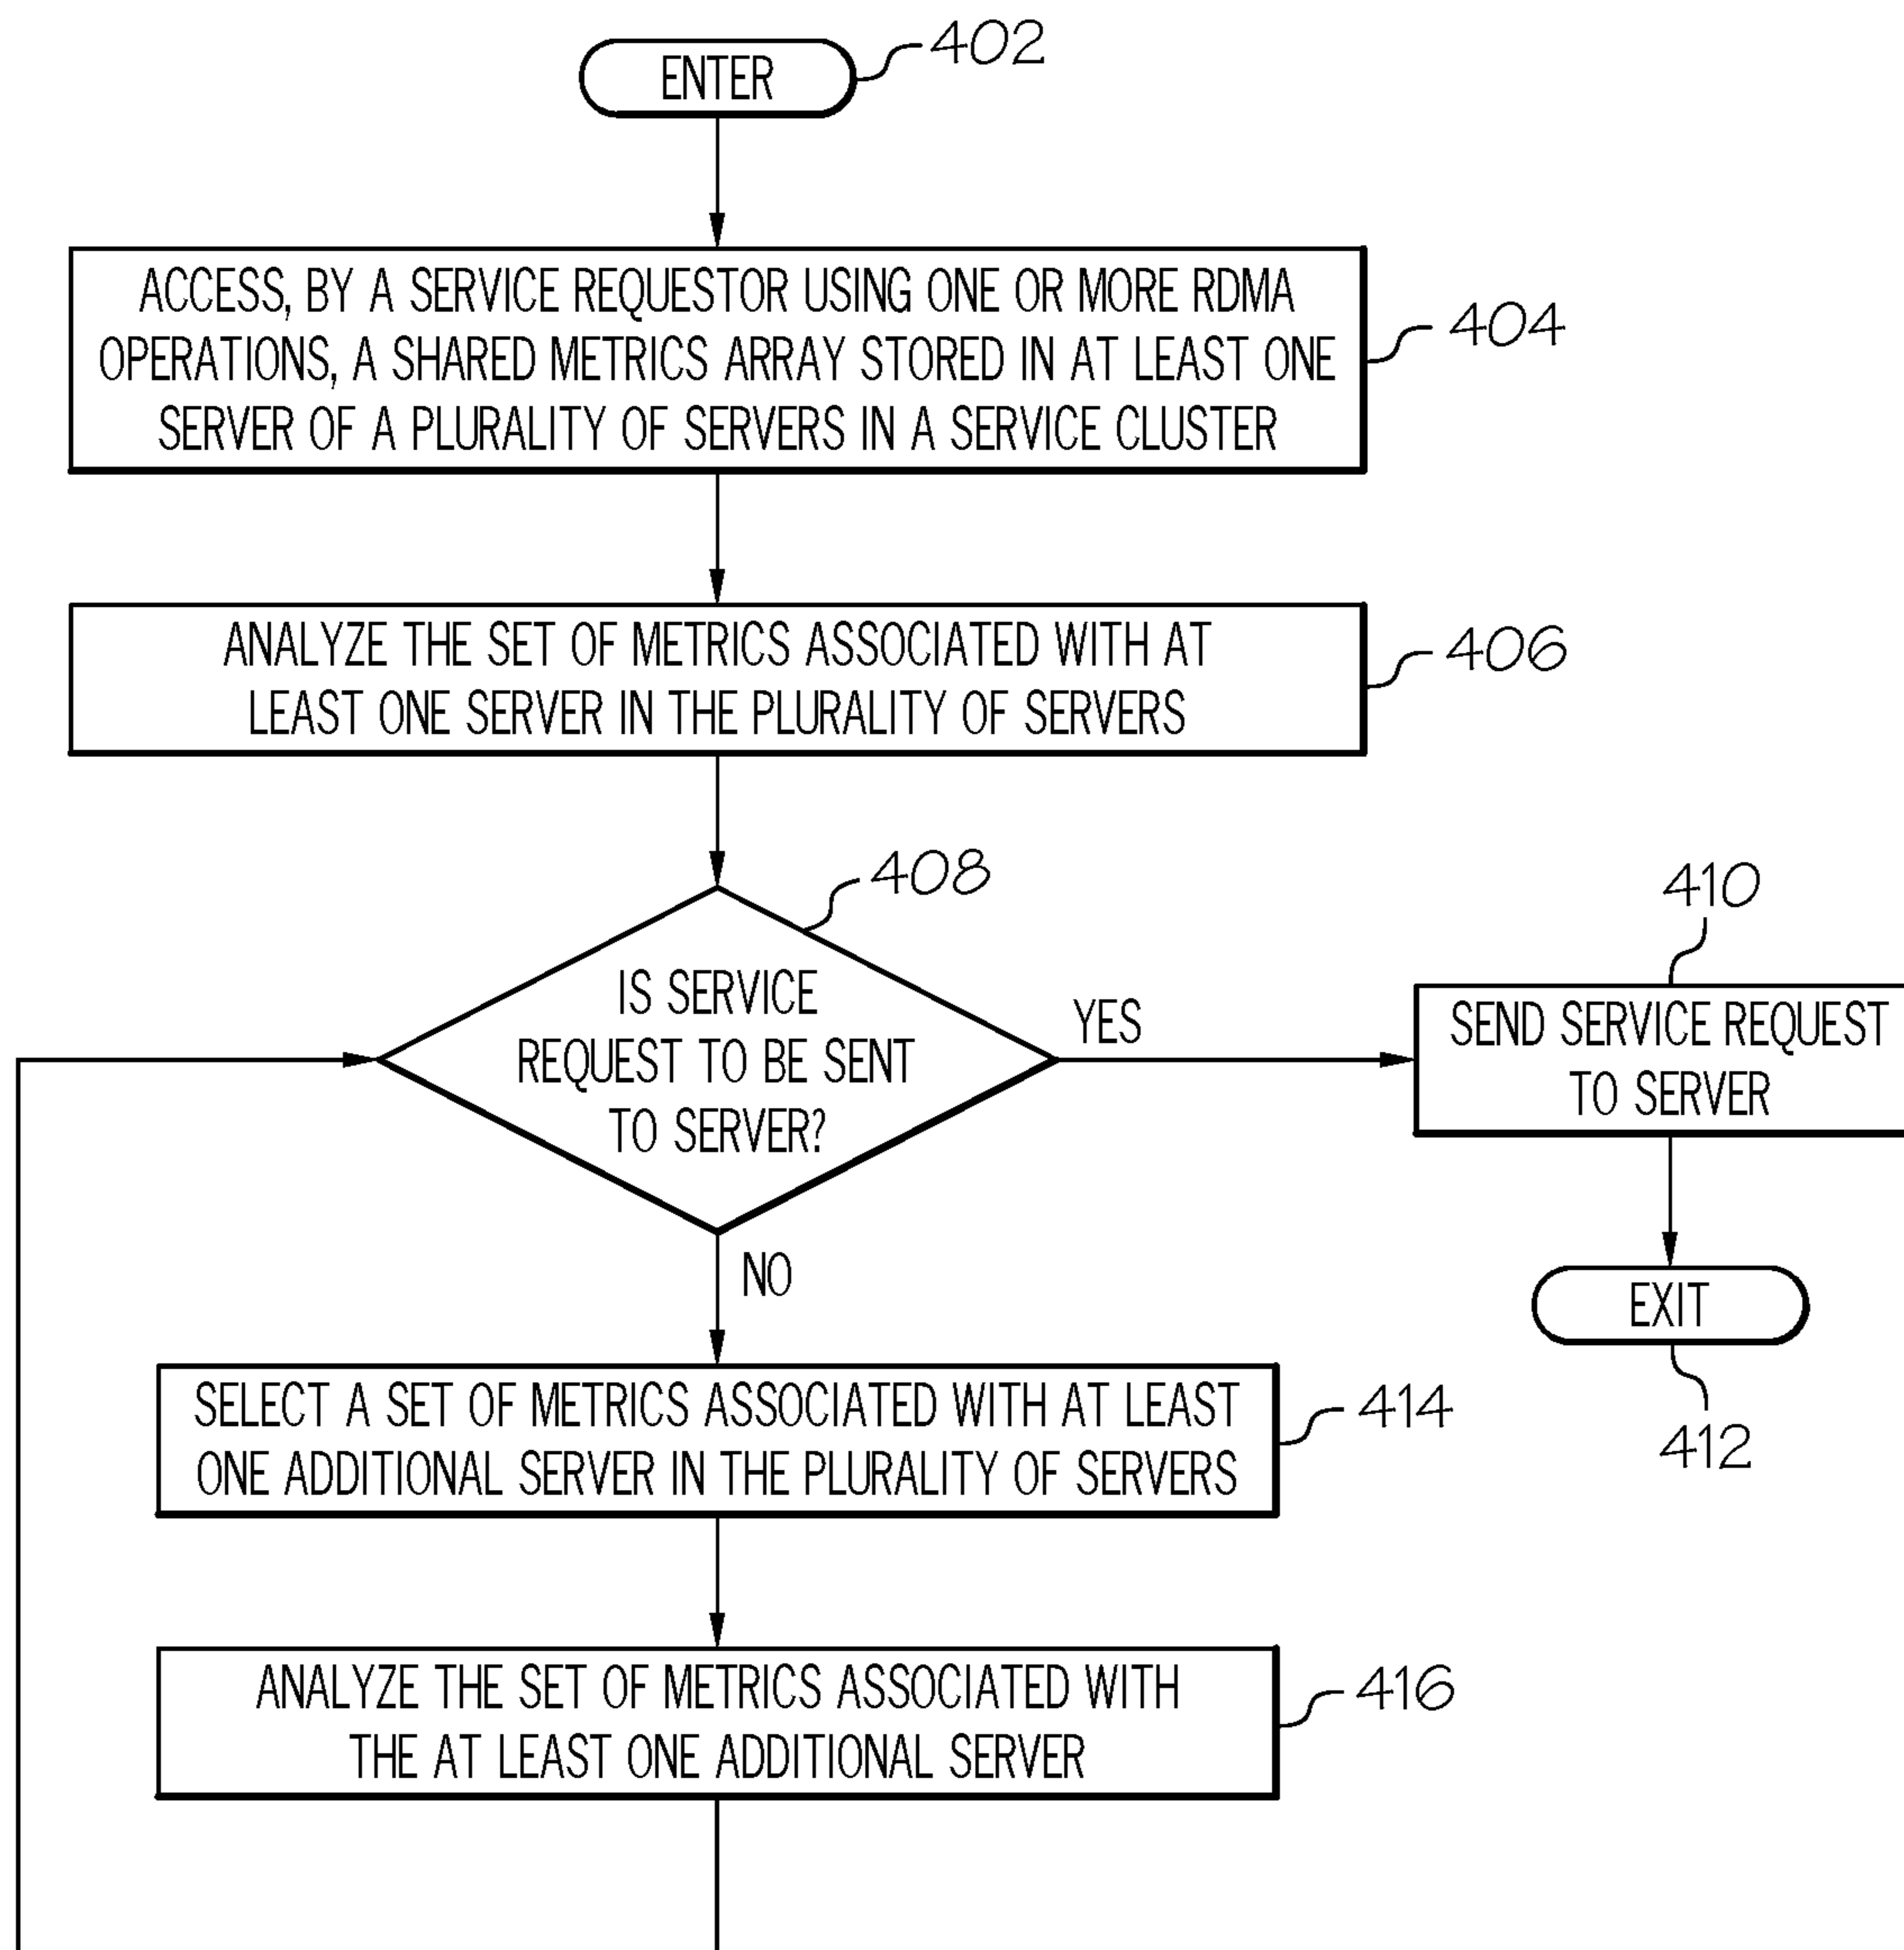 ENTER
402
ACCESS, BY A SERVICE REQUESTOR USING ONE OR MORE RDMA
OPERATIONS, A SHARED METRICS ARRAY STORED IN AT LEAST ONE
SERVER OF A PLURALITY OF SERVERS IN A SERVICE CLUSTER
404
ANALYZE THE SET OF METRICS ASSOCIATED WITH AT
LEAST ONE SERVER IN THE PLURALITY OF SERVERS
406
408
IS SERVICE
REQUEST TO BE SENT
TO SERVER?
YES
410
SEND SERVICE REQUEST
TO SERVER
NO
EXIT
412
SELECT A SET OF METRICS ASSOCIATED WITH AT LEAST
ONE ADDITIONAL SERVER IN THE PLURALITY OF SERVERS
414
ANALYZE THE SET OF METRICS ASSOCIATED WITH
THE AT LEAST ONE ADDITIONAL SERVER
416